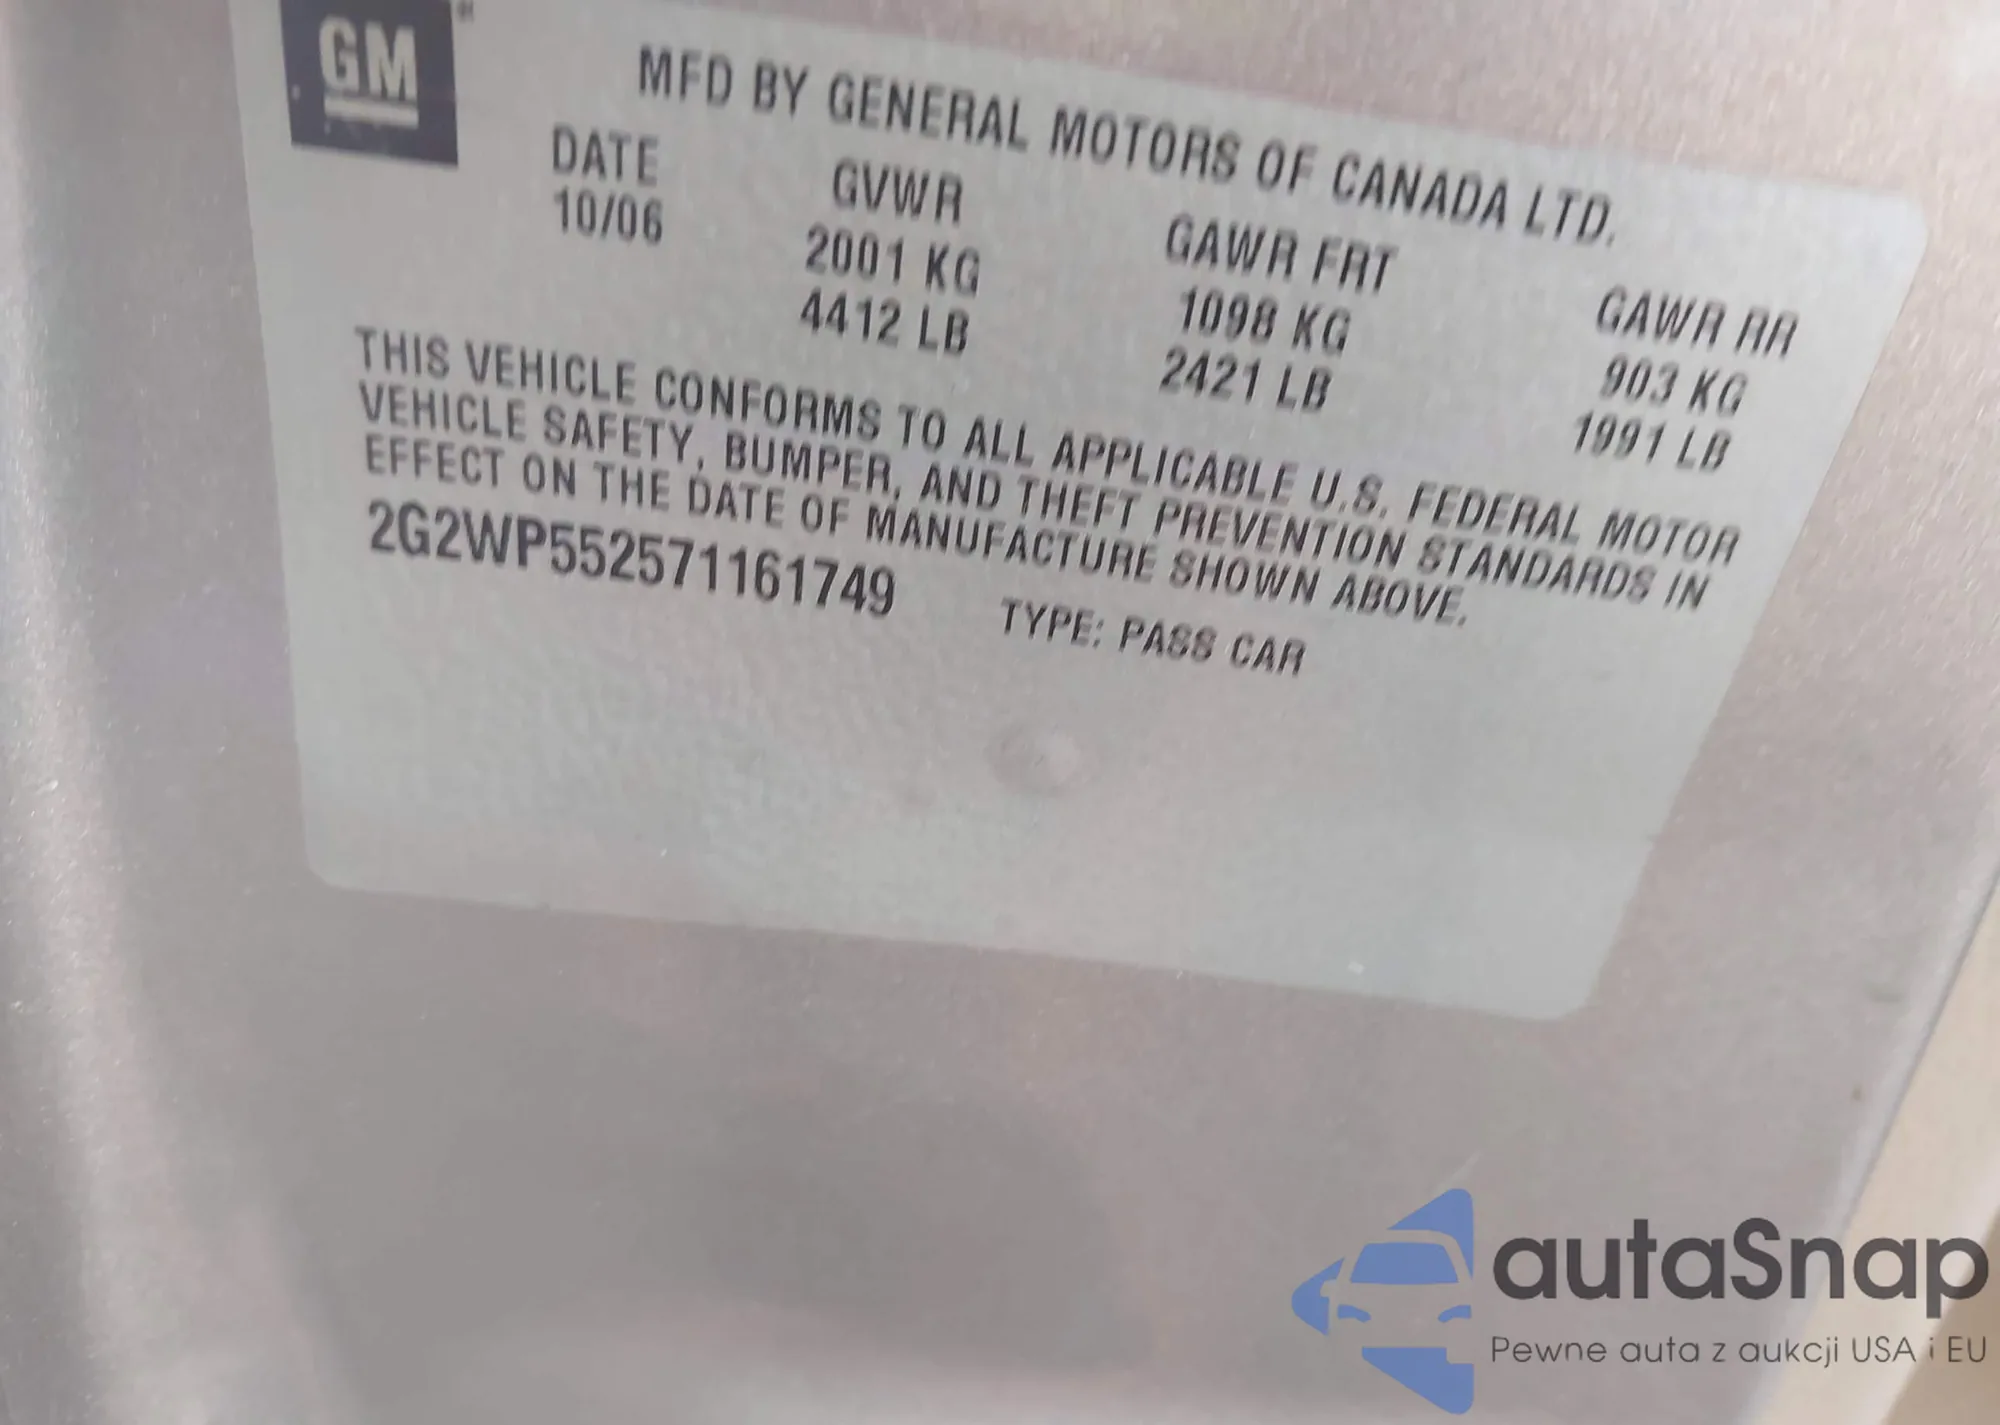 GM
MFD BY GENERAL MOTORS OF CANADA LTD.
DATE GVWR GAWR FRT GAWR RR
10/06 2001 KG 1098 KG 903 KG
4412 LB 2421 LB 1991 LB
THIS VEHICLE CONFORMS TO ALL APPLICABLE U.S. FEDERAL MOTOR
VEHICLE SAFETY, BUMPER, AND THEFT PREVENTION STANDARDS IN
EFFECT ON THE DATE OF MANUFACTURE SHOWN ABOVE.
2G2WP552571161749 TYPE: PASS CAR
autaSnap
Pewne auta z aukcji USA i EU